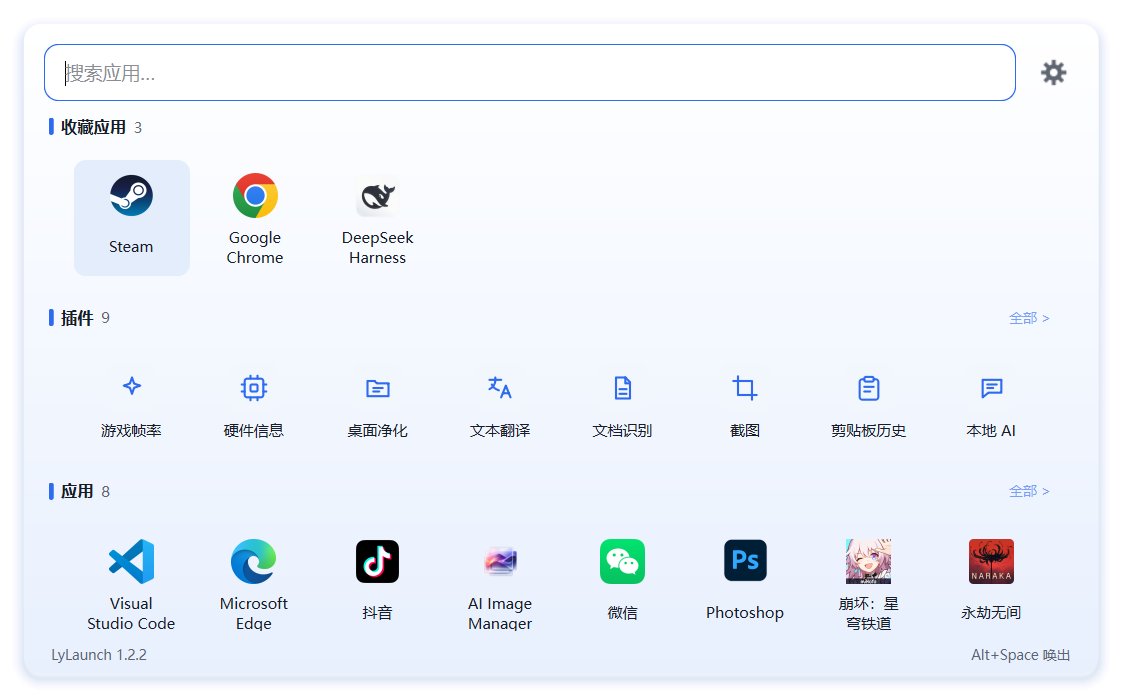 搜索应用...
收藏应用 3
Steam
Google
Chrome
DeepSeek
Harness
插件 9
全部 >
游戏帧率
硬件信息
桌面净化
文本翻译
文档识别
截图
剪贴板历史
本地 AI
应用 8
全部 >
Visual
Studio Code
Microsoft
Edge
抖音
AI Image
Manager
微信
Ps
Photoshop
崩坏：星
穹铁道
NARAKA
永劫无间
LyLaunch 1.2.2
Alt+Space 唤出